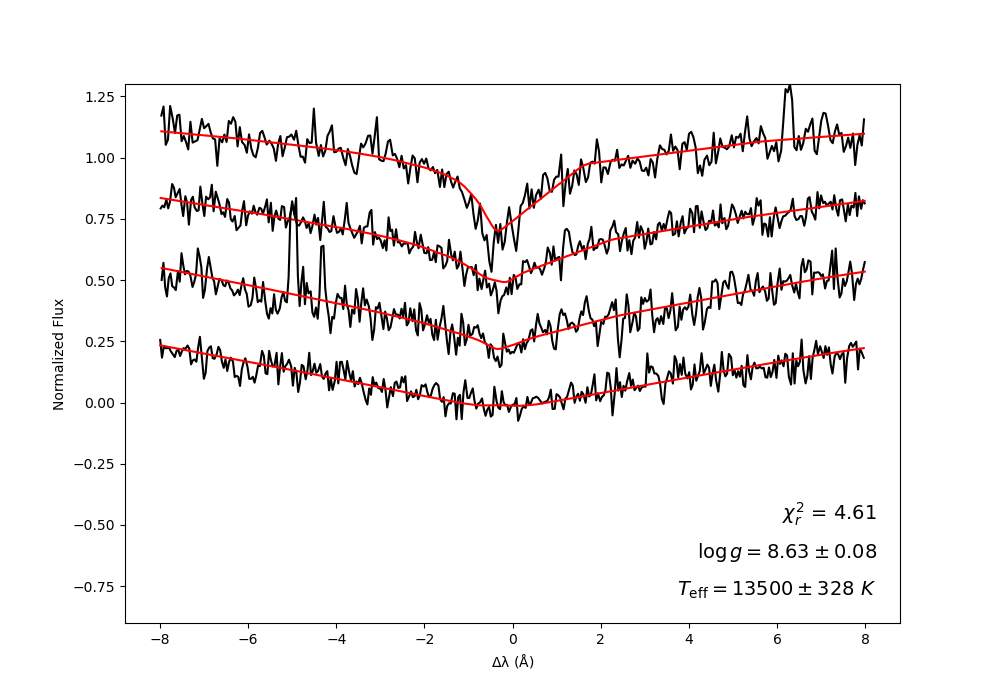 1.25
1.00
0.75
0.50
0.25
0.00
−0.25
−0.50
−0.75
Normalized Flux
χ²ᵣ = 4.61
log g = 8.63 ± 0.08
T_eff = 13500 ± 328 K
−8 −6 −4 −2 0 2 4 6 8
Δλ (Å)